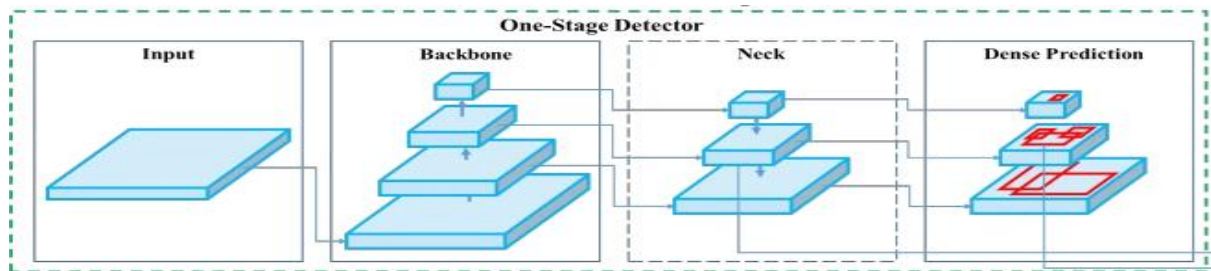 One-Stage Detector
Input
Backbone
Neck
Dense Prediction